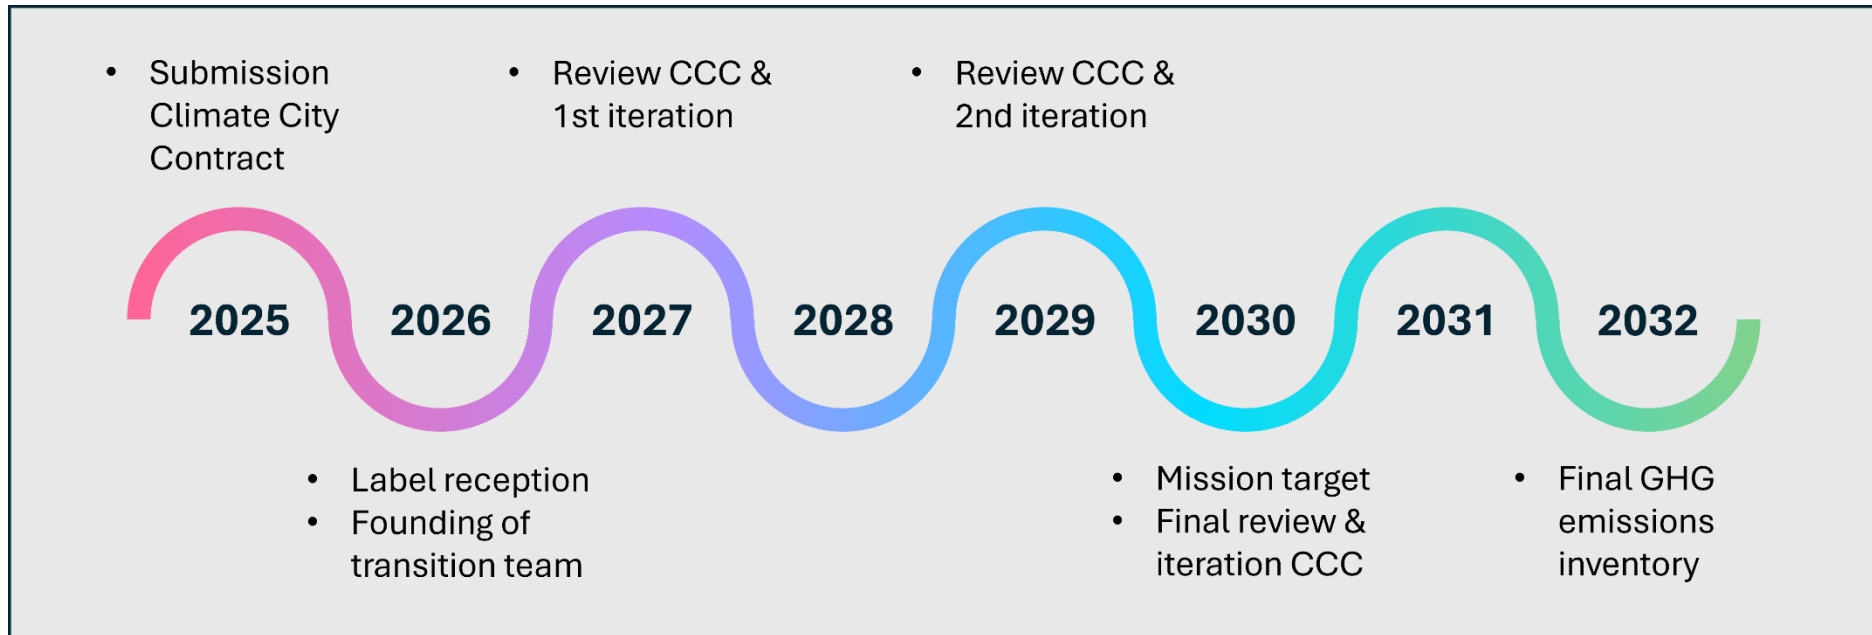 • Submission
Climate City
Contract
• Review CCC &
1st iteration
• Review CCC &
2nd iteration
2025
2026
2027
2028
2029
2030
2031
2032
• Label reception
• Founding of
transition team
• Mission target
• Final review &
iteration CCC
• Final GHG
emissions
inventory